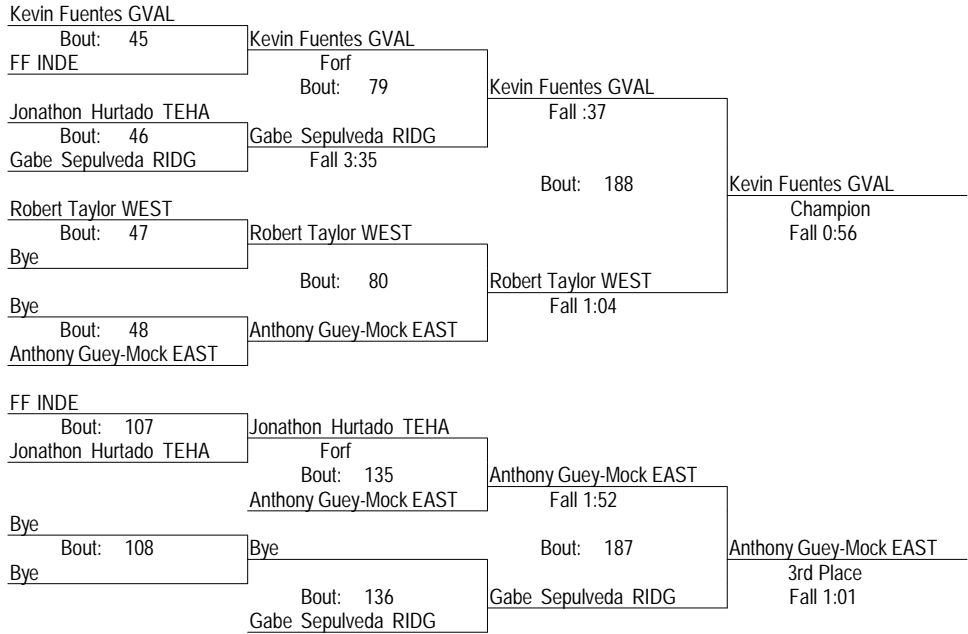 Kevin Fuentes GVAL
Bout: 45
Kevin Fuentes GVAL
FF INDE
Forf
Bout: 79
Kevin Fuentes GVAL
Jonathon Hurtado TEHA
Fall :37
Bout: 46
Gabe Sepulveda RIDG
Gabe Sepulveda RIDG
Fall 3:35
Bout: 188
Kevin Fuentes GVAL
Robert Taylor WEST
Champion
Bout: 47
Robert Taylor WEST
Fall 0:56
Bye
Bout: 80
Robert Taylor WEST
Bye
Fall 1:04
Bout: 48
Anthony Guey-Mock EAST
Anthony Guey-Mock EAST
FF INDE
Bout: 107
Jonathon Hurtado TEHA
Jonathon Hurtado TEHA
Forf
Bout: 135
Anthony Guey-Mock EAST
Anthony Guey-Mock EAST
Fall 1:52
Bye
Bout: 108
Bye
Bout: 187
Anthony Guey-Mock EAST
Bye
3rd Place
Bout: 136
Gabe Sepulveda RIDG
Fall 1:01
Gabe Sepulveda RIDG